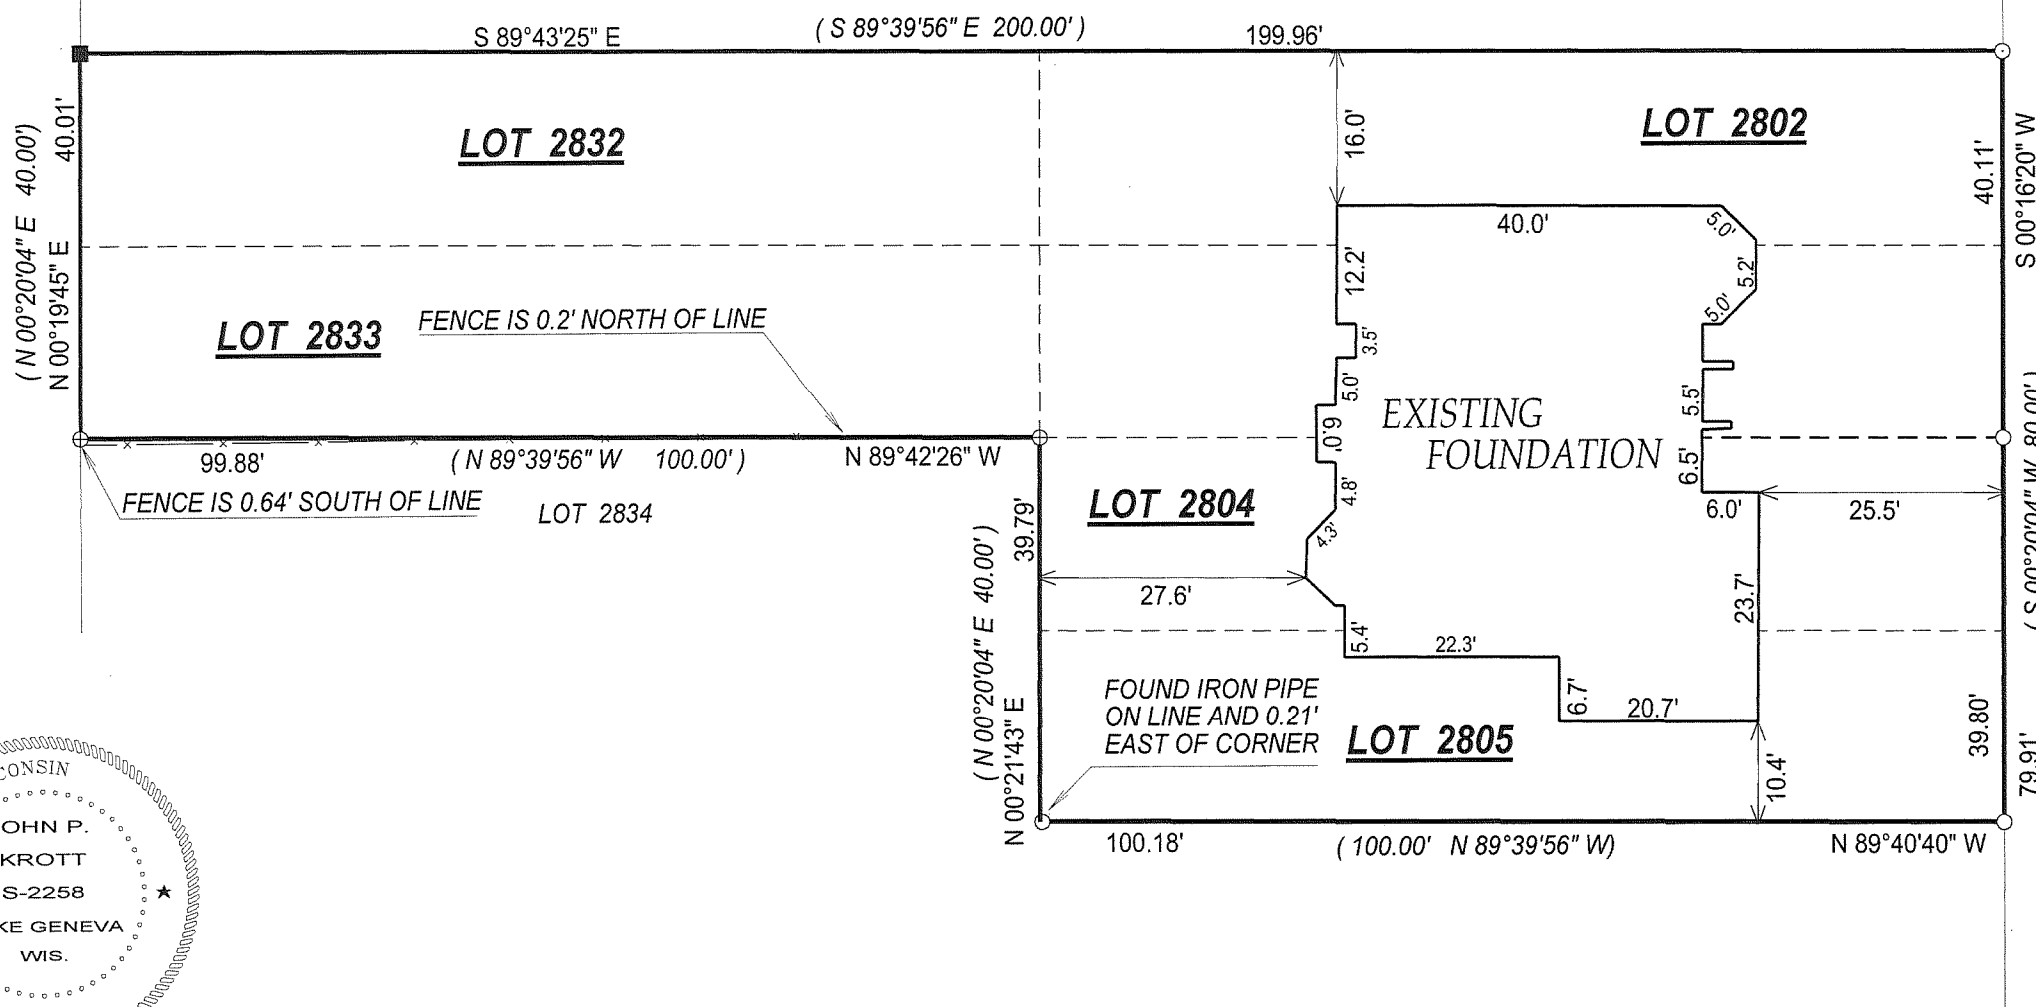 S 89°43'25" E
( S 89°39'56" E 200.00' )
199.96'
( N 00°20'04" E 40.00' )
N 00°19'45" E
40.01'
LOT 2832
16.0'
LOT 2802
40.11'
S 00°16'20" W
40.0'
5.0'
12.2'
5.2'
5.0'
LOT 2833
FENCE IS 0.2' NORTH OF LINE
3.5'
5.0'
EXISTING
FOUNDATION
5.5'
6.0'
6.5'
99.88'
( N 89°39'56" W 100.00' )
N 89°42'26" W
FENCE IS 0.64' SOUTH OF LINE
LOT 2834
LOT 2804
4.8'
4.3'
6.0'
25.5'
39.79'
( N 00°20'04" E 40.00' )
N 00°21'43" E
27.6'
23.7'
5.4'
22.3'
6.7'
20.7'
FOUND IRON PIPE
ON LINE AND 0.21'
EAST OF CORNER
LOT 2805
10.4'
39.80'
79.91'
( S 00°20'04" W 80.00' )
100.18'
( 100.00' N 89°39'56" W)
N 89°40'40" W
CONSIN
OHN P.
KROTT
S-2258
KE GENEVA
WIS.